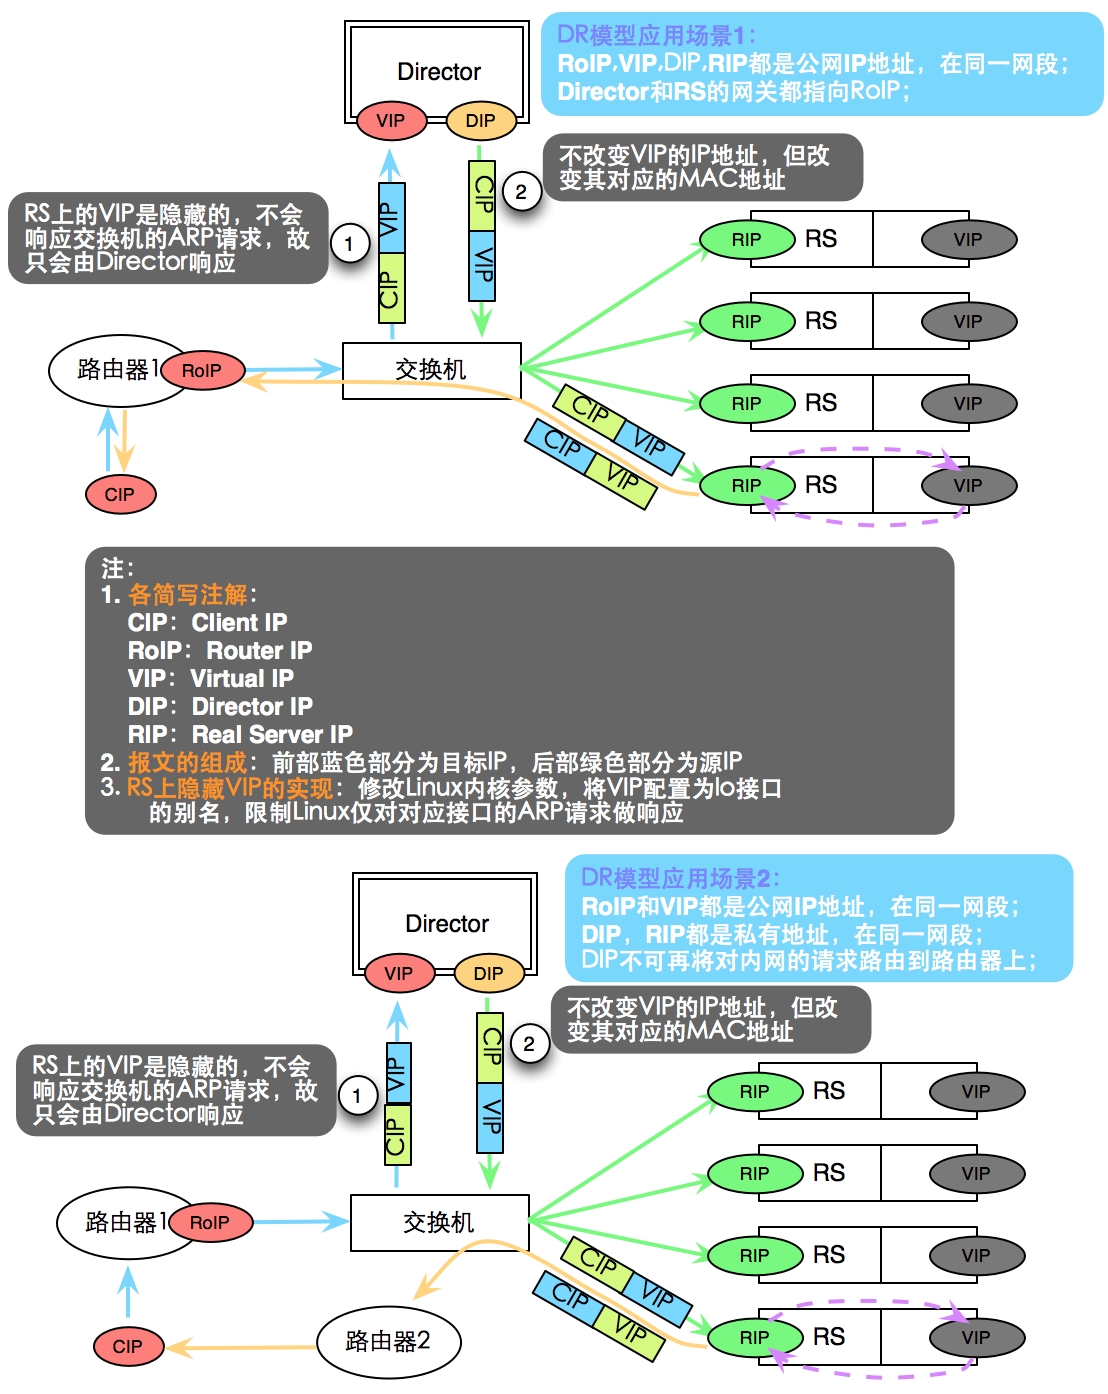 Director
VIP
DIP
DR模型应用场景1：
RoIP,VIP,DIP,RIP都是公网IP地址，在同一网段；
Director和RS的网关都指向RoIP；
不改变VIP的IP地址，但改
变其对应的MAC地址
2
CIP
VIP
VIP
CIP
1
RS上的VIP是隐藏的，不会
响应交换机的ARP请求，故
只会由Director响应
RIP
RS
VIP
RIP
RS
VIP
RIP
RS
VIP
RIP
RS
VIP
路由器1
RoIP
交换机
CIP
VIP
CIP
VIP
CIP
注：
1. 各简写注解：
CIP：Client IP
RoIP：Router IP
VIP：Virtual IP
DIP：Director IP
RIP：Real Server IP
2. 报文的组成：前部蓝色部分为目标IP，后部绿色部分为源IP
3. RS上隐藏VIP的实现：修改Linux内核参数，将VIP配置为lo接口
的别名，限制Linux仅对对应接口的ARP请求做响应
Director
VIP
DIP
DR模型应用场景2：
RoIP和VIP都是公网IP地址，在同一网段；
DIP，RIP都是私有地址，在同一网段；
DIP不可再将对内网的请求路由到路由器上；
不改变VIP的IP地址，但改
变其对应的MAC地址
2
CIP
VIP
VIP
CIP
1
RS上的VIP是隐藏的，不会
响应交换机的ARP请求，故
只会由Director响应
RIP
RS
VIP
RIP
RS
VIP
RIP
RS
VIP
RIP
RS
VIP
路由器1
RoIP
交换机
CIP
VIP
CIP
VIP
CIP
路由器2